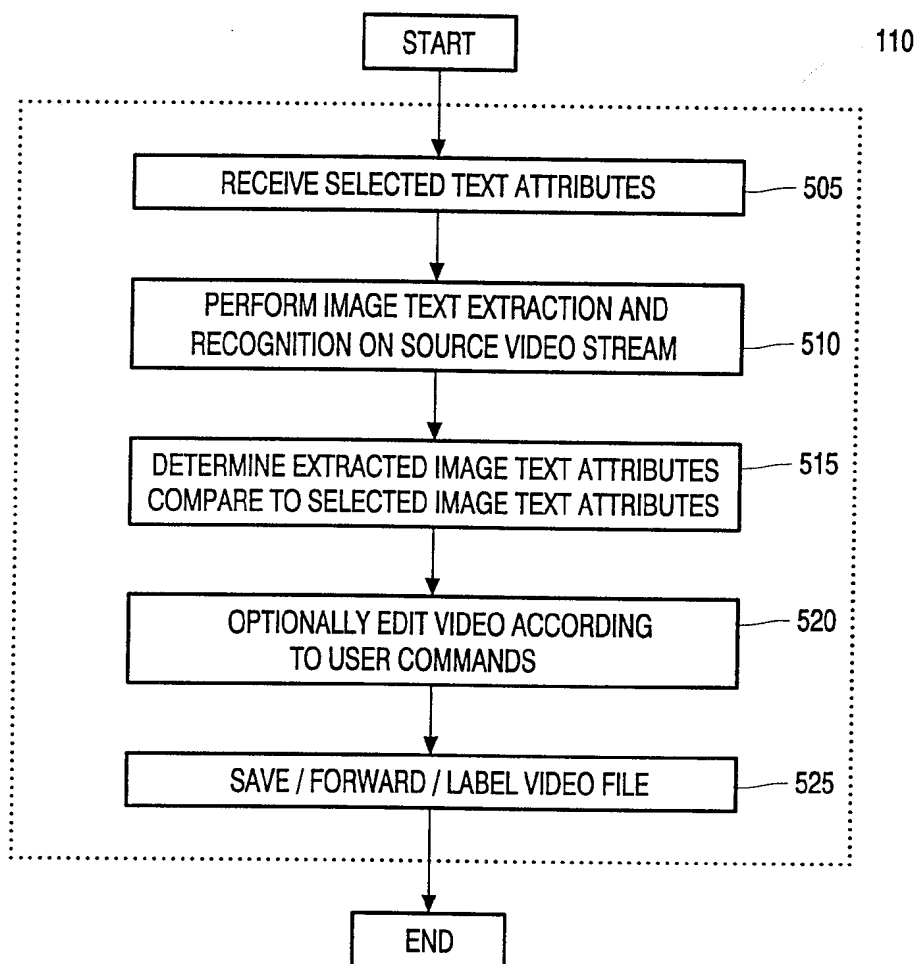 START
110
RECEIVE SELECTED TEXT ATTRIBUTES
505
PERFORM IMAGE TEXT EXTRACTION AND
RECOGNITION ON SOURCE VIDEO STREAM
510
DETERMINE EXTRACTED IMAGE TEXT ATTRIBUTES
COMPARE TO SELECTED IMAGE TEXT ATTRIBUTES
515
OPTIONALLY EDIT VIDEO ACCORDING
TO USER COMMANDS
520
SAVE / FORWARD / LABEL VIDEO FILE
525
END